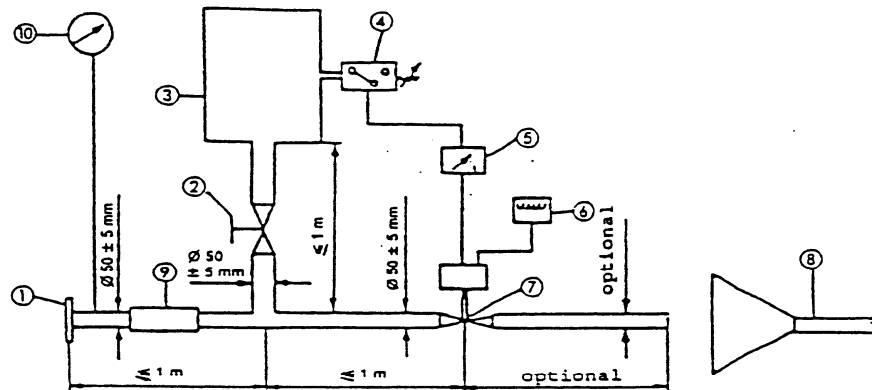 10
4
3
5
2
≤ 1 m
6
Ø 50 ± 5 mm
Ø 50
± 5 mm
Ø 50 ± 5 mm
optional
9
7
8
1
≤ 1 m
≤ 1 m
optional